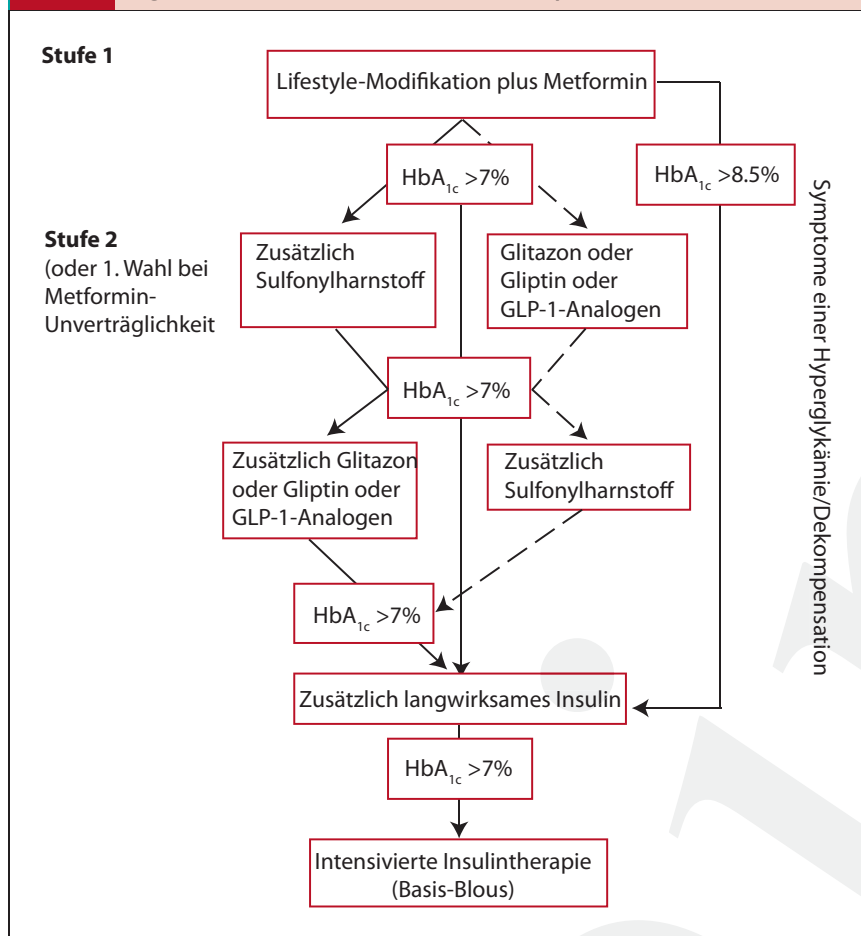 Stufe 1
Lifestyle-Modifikation plus Metformin
HbA1c >7%
HbA1c >8.5%
Symptome einer Hyperglykämie/Dekompensation
Stufe 2
(oder 1. Wahl bei
Metformin-
Unverträglichkeit
Zusätzlich
Sulfonylharnstoff
Glitazon oder
Gliptin oder
GLP-1-Analogen
HbA1c >7%
Zusätzlich Glitazon
oder Gliptin oder
GLP-1-Analogen
Zusätzlich
Sulfonylharnstoff
HbA1c >7%
Zusätzlich langwirksames Insulin
HbA1c >7%
Intensivierte Insulintherapie
(Basis-Blous)